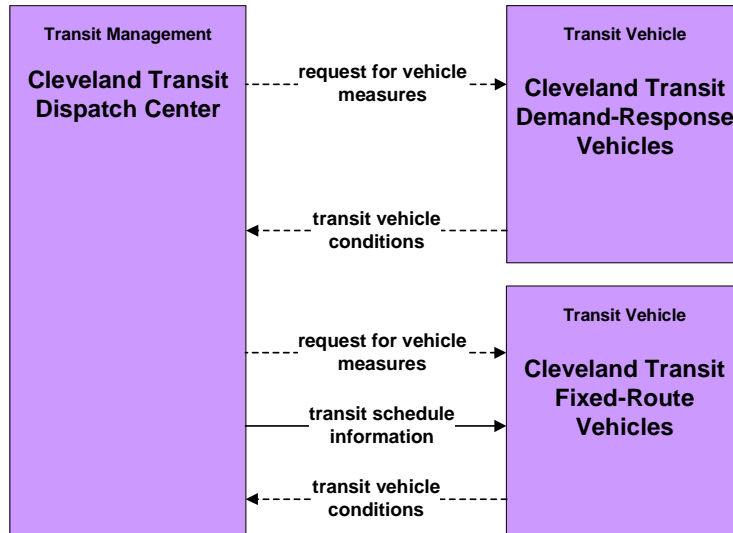 Transit Management
Cleveland Transit
Dispatch Center
request for vehicle
measures
transit vehicle
conditions
request for vehicle
measures
transit schedule
information
transit vehicle
conditions
Transit Vehicle
Cleveland Transit
Demand-Response
Vehicles
Transit Vehicle
Cleveland Transit
Fixed-Route
Vehicles